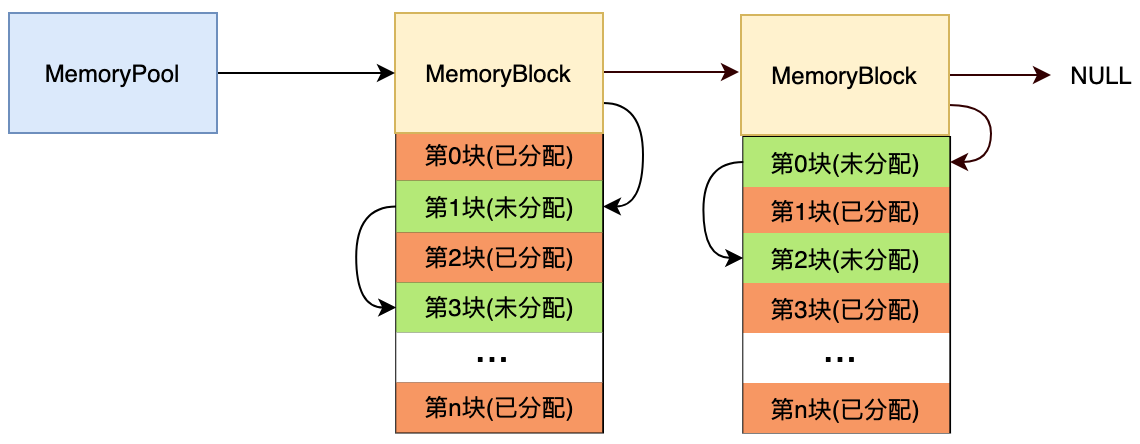 MemoryPool
MemoryBlock
第0块(已分配)
第1块(未分配)
第2块(已分配)
第3块(未分配)
...
第n块(已分配)
MemoryBlock
第0块(未分配)
第1块(已分配)
第2块(未分配)
第3块(已分配)
...
第n块(已分配)
NULL